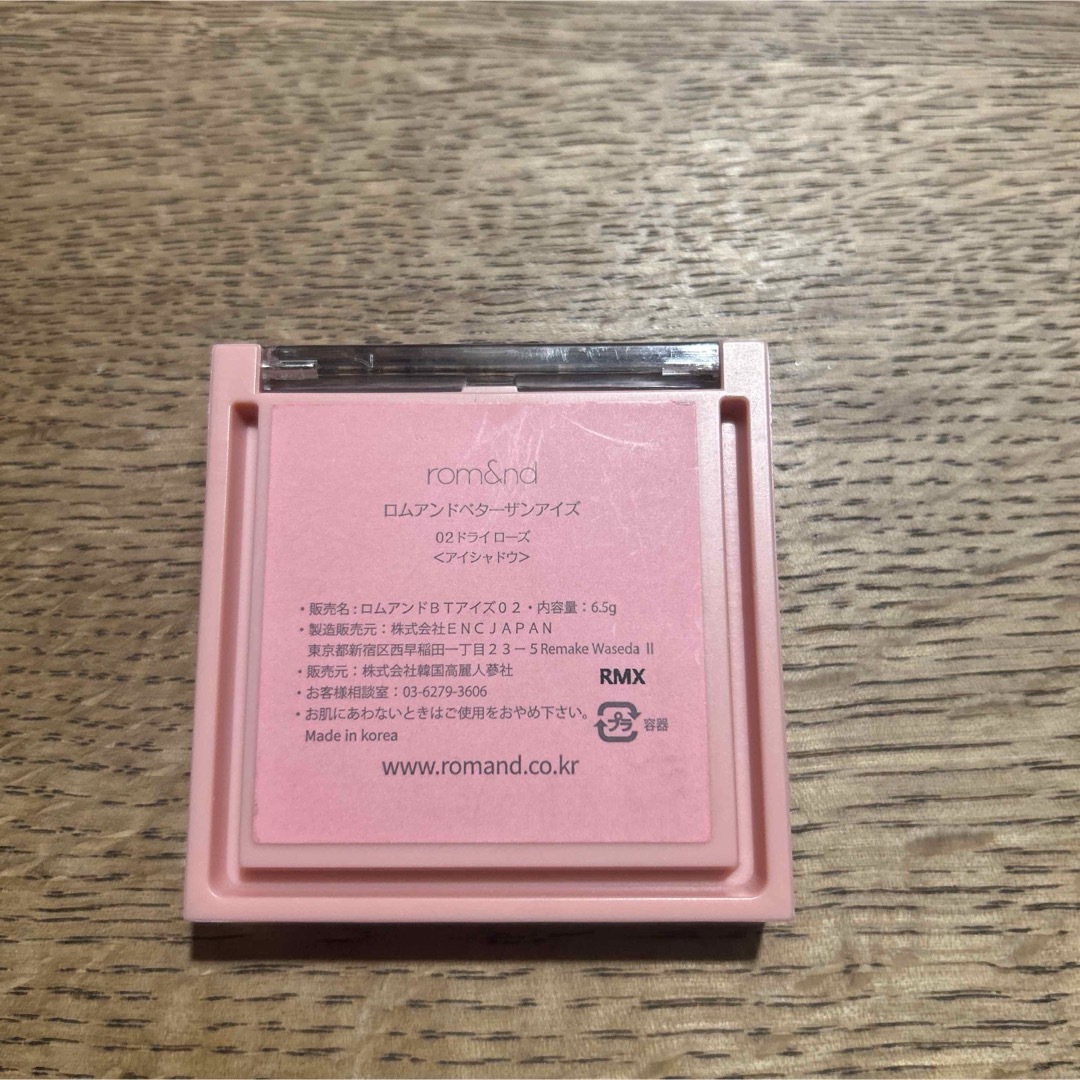 rom&nd
ロムアンドベターザンアイズ
02ドライローズ
＜アイシャドウ＞
・販売名：ロムアンドＢＴアイズ０２・内容量：6.5g
・製造販売元：株式会社ＥＮＣ ＪＡＰＡＮ
東京都新宿区西早稲田一丁目２３－５Remake Waseda Ⅱ
・販売元：株式会社韓国高麗人蔘社
RMX
・お客様相談室：03-6279-3606
・お肌にあわないときはご使用をおやめ下さい。
プラ 容器
Made in korea
www.romand.co.kr